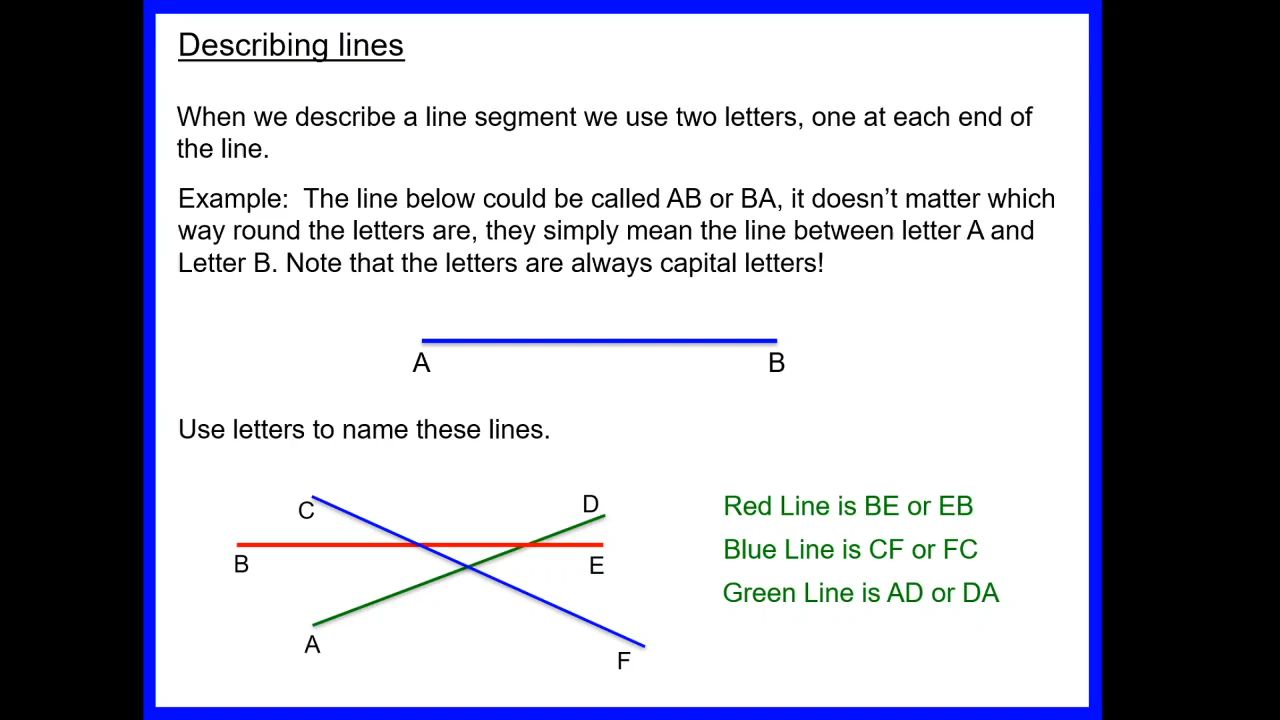 Describing lines
When we describe a line segment we use two letters, one at each end of
the line.
Example:  The line below could be called AB or BA, it doesn’t matter which
way round the letters are, they simply mean the line between letter A and
Letter B. Note that the letters are always capital letters!
A
B
Use letters to name these lines.
C
D
B
E
A
F
Red Line is BE or EB
Blue Line is CF or FC
Green Line is AD or DA